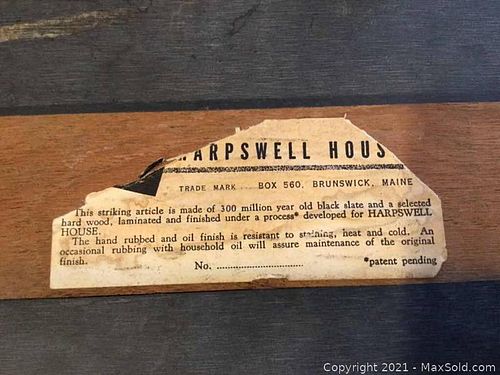 HARPSWELL HOUS
TRADE MARK BOX 560, BRUNSWICK, MAINE
This striking article is made of 300 million year old black slate and a selected
hard wood, laminated and finished under a process* developed for HARPSWELL
HOUSE.
The hand rubbed and oil finish is resistant to staining, heat and cold. An
occasional rubbing with household oil will assure maintenance of the original
finish.
No. ............................ *patent pending
Copyright © 2021 - MaxSold.com